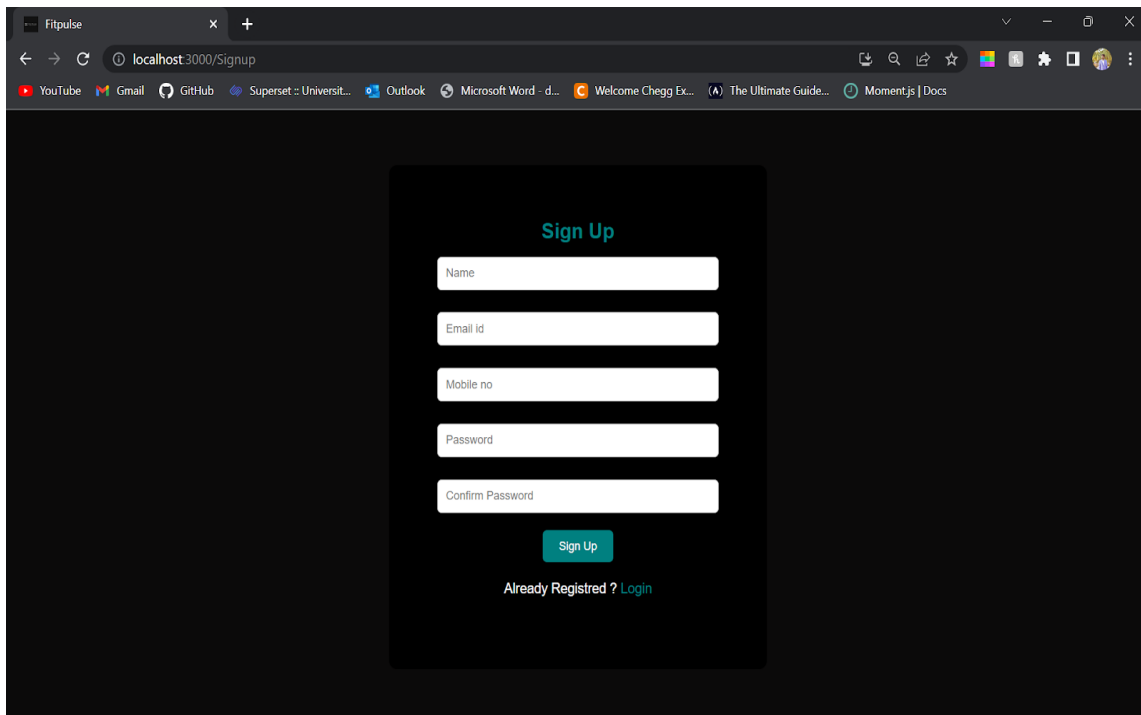 Fitpulse
localhost:3000/Signup
YouTube Gmail GitHub Superset :: Universit... Outlook Microsoft Word - d... Welcome Chegg Ex... The Ultimate Guide... Moment.js | Docs
Sign Up
Name
Email id
Mobile no
Password
Confirm Password
Sign Up
Already Registred ? Login